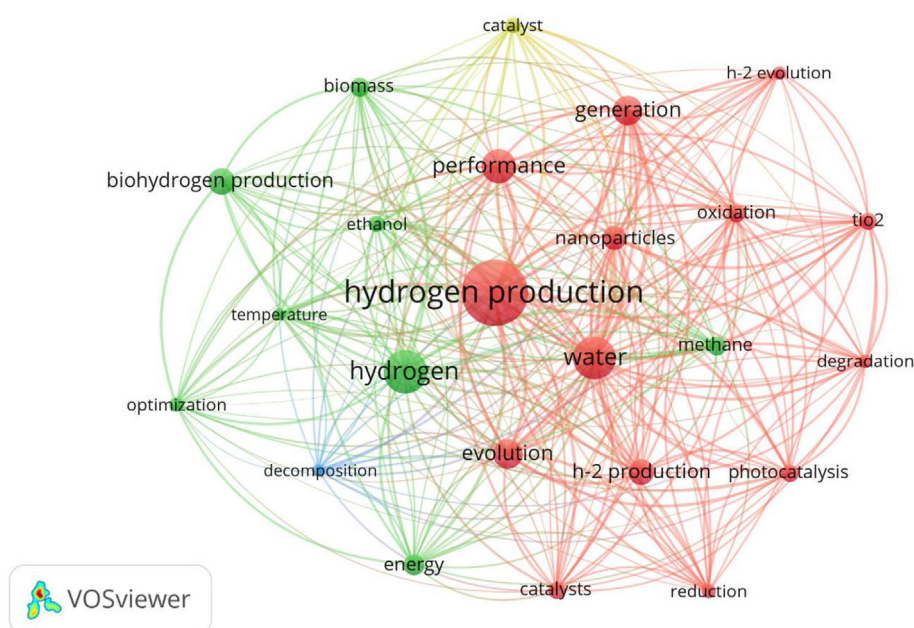 catalyst
h-2 evolution
biomass
generation
performance
biohydrogen production
oxidation
tio2
ethanol
nanoparticles
hydrogen production
temperature
methane
water
degradation
hydrogen
optimization
evolution
decomposition
h-2 production
photocatalysis
energy
catalysts
reduction
VOSviewer